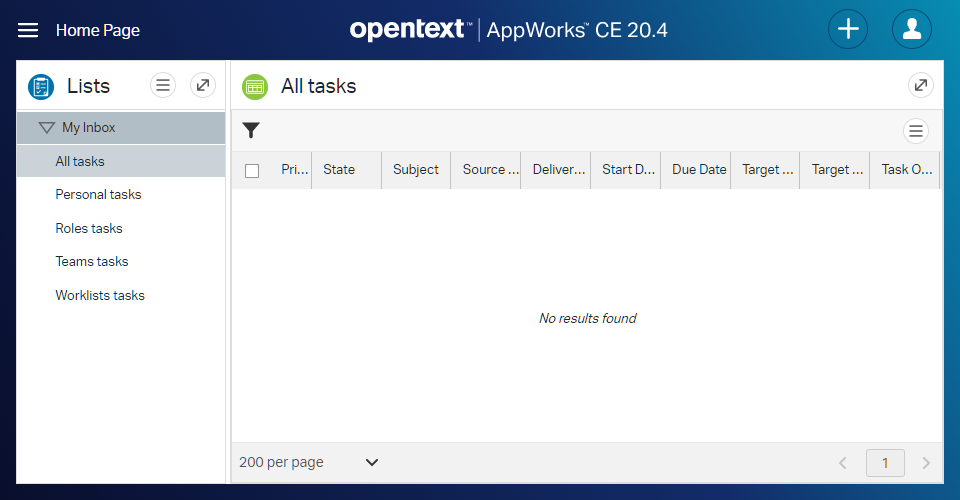 Home Page
opentext™ | AppWorks™ CE 20.4
Lists
All tasks
My Inbox
All tasks
Personal tasks
Roles tasks
Teams tasks
Worklists tasks
Pri... State Subject Source ... Deliver... Start D... Due Date Target ... Target ... Task O...
No results found
200 per page
1